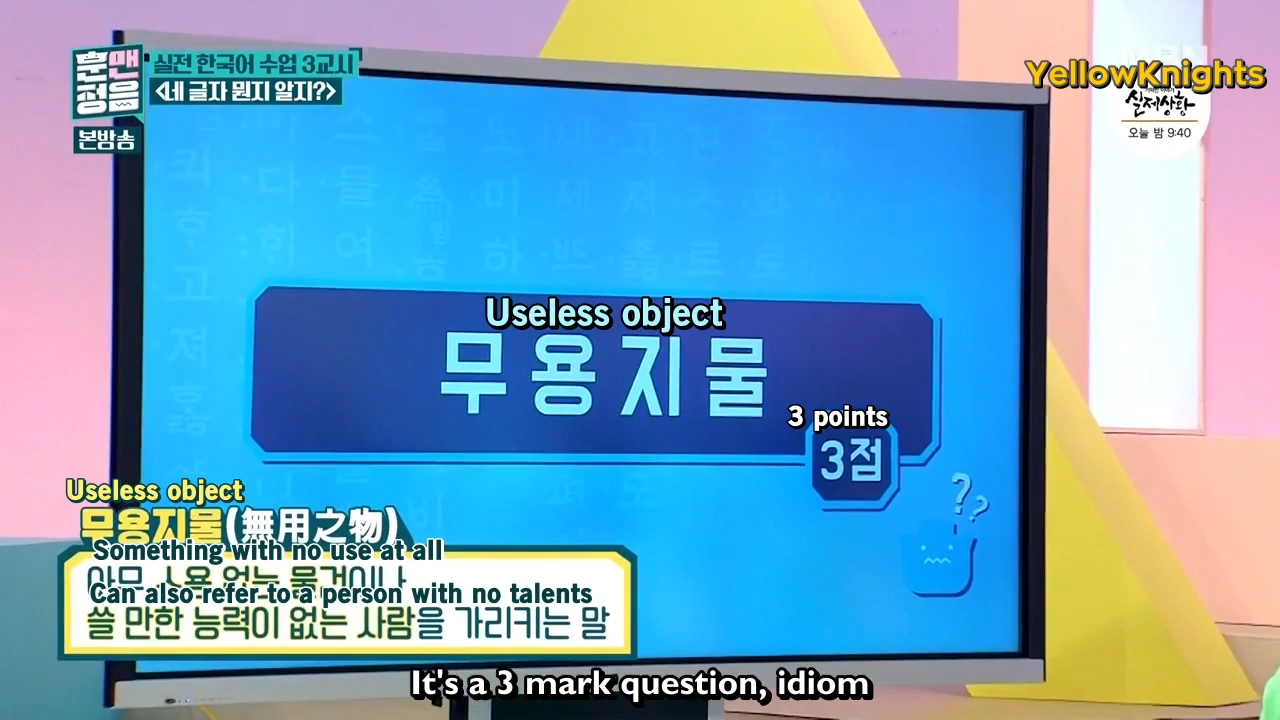 훈맨정음
본방송
실전 한국어 수업 3교시
<네 글자 뭔지 알지?>
MBN
YellowKnights
실제상황
오늘 밤 9:40
Useless object
무용지물
3 points
3점
??
Useless object
무용지물(無用之物)
Something with no use at all
아무 소용 없는 물건이나
Can also refer to a person with no talents
쓸 만한 능력이 없는 사람을 가리키는 말
It's a 3 mark question, idiom